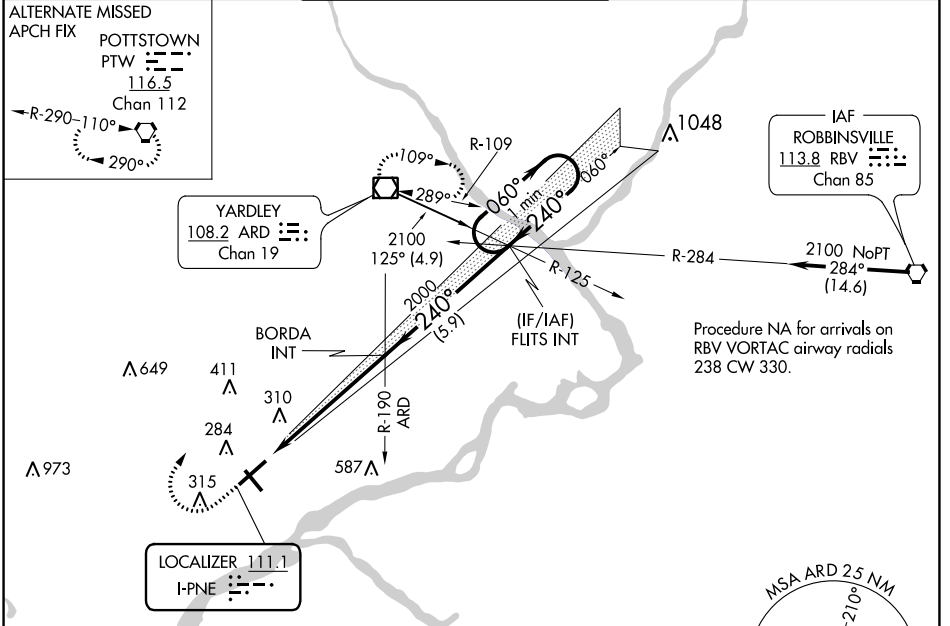 ALTERNATE MISSED
APCH FIX
POTTSTOWN
PTW
116.5
Chan 112
R-290
110°
290°
1048
IAF
ROBBINSVILLE
113.8 RBV
Chan 85
109°
R-109
289°
060°
1 min
240°
060°
YARDLEY
108.2 ARD
Chan 19
2100
125° (4.9)
R-125
R-284
2100 NoPT
284°
(14.6)
2000
240°
(5.9)
(IF/IAF)
FLITS INT
BORDA
INT
Procedure NA for arrivals on
RBV VORTAC airway radials
238 CW 330.
649
411
310
R-190
ARD
284
973
587
315
LOCALIZER 111.1
I-PNE
MSA ARD 25 NM
210°